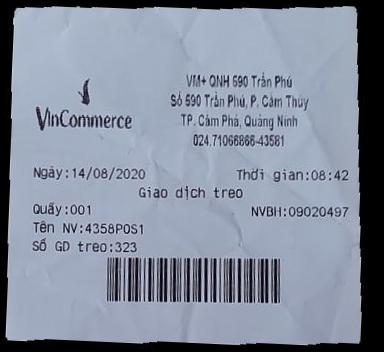 VinCommerce
VM+ QNH 590 Trần Phú
Số 590 Trần Phú, P. Cẩm Thủy
TP. Cẩm Phả, Quảng Ninh
024.71066866-43581
Ngày:14/08/2020 Thời gian:08:42
Giao dịch treo
Quầy:001 NVBH:09020497
Tên NV:4358POS1
Số GD treo:323